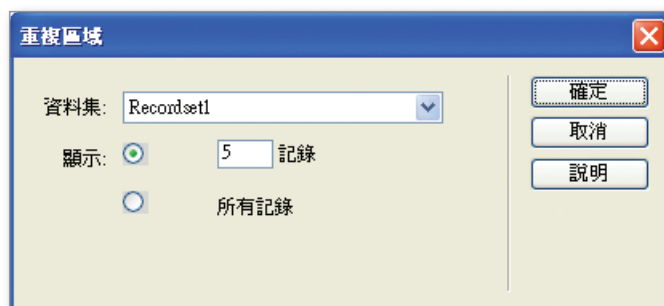 重複區域
資料集: Recordset1
顯示: 5 記錄
所有記錄
確定
取消
說明